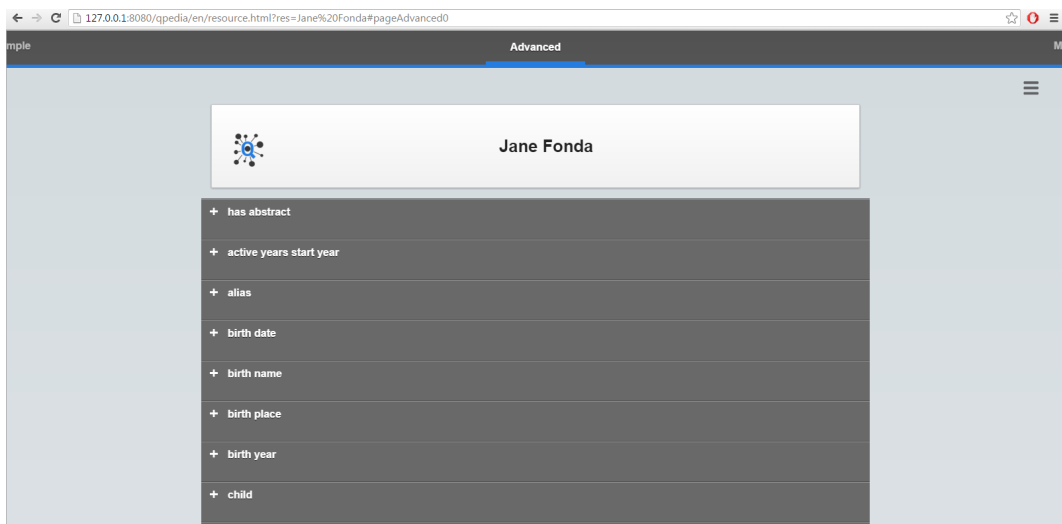 127.0.0.1:8080/qpedia/en/resource.html?res=Jane%20Fonda#pageAdvanced0
mple Advanced M
Jane Fonda
+ has abstract
+ active years start year
+ alias
+ birth date
+ birth name
+ birth place
+ birth year
+ child